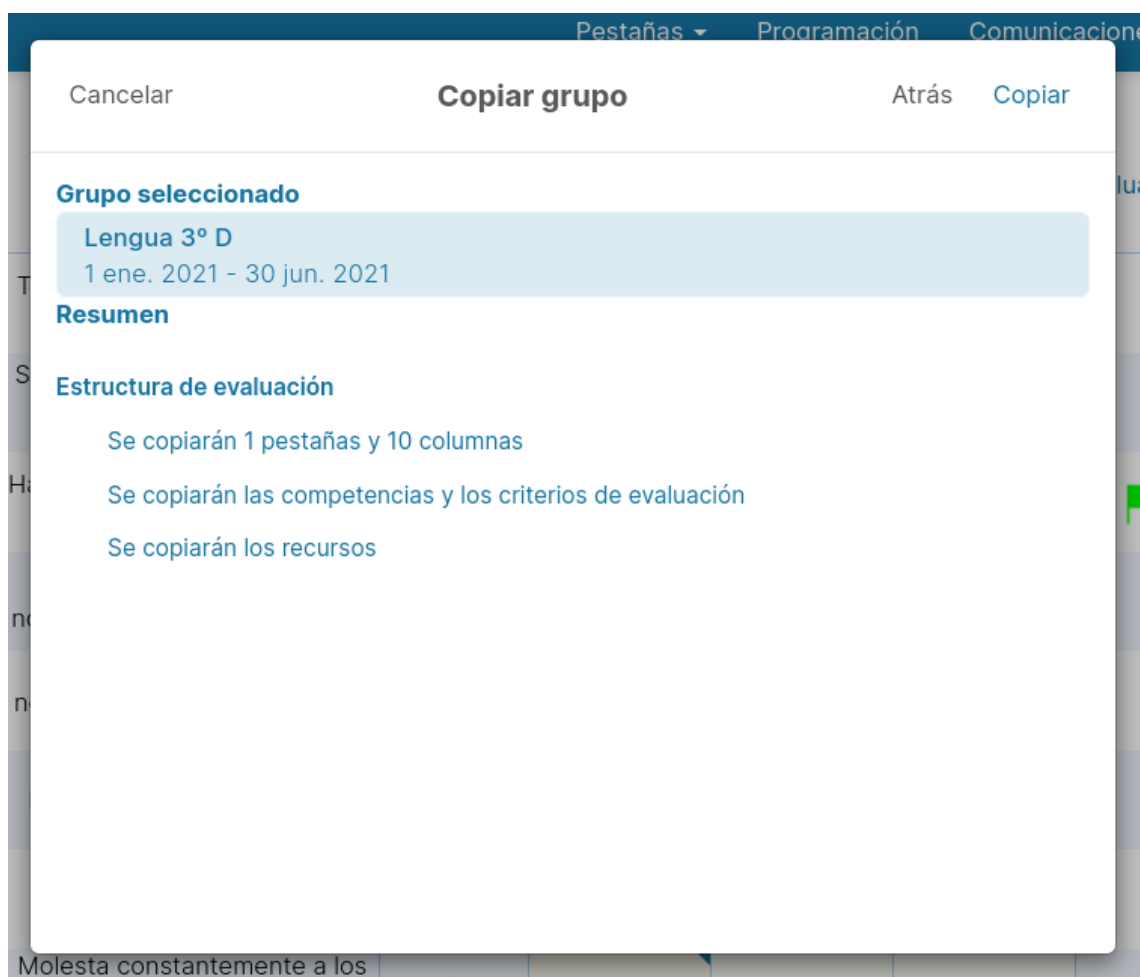 Pestañas Programación
Cancelar Copiar grupo Atrás Copiar
Grupo seleccionado
Lengua 3º D
1 ene. 2021 - 30 jun. 2021
Resumen
Estructura de evaluación
Se copiarán 1 pestañas y 10 columnas
Se copiarán las competencias y los criterios de evaluación
Se copiarán los recursos
Molesta constantemente a los